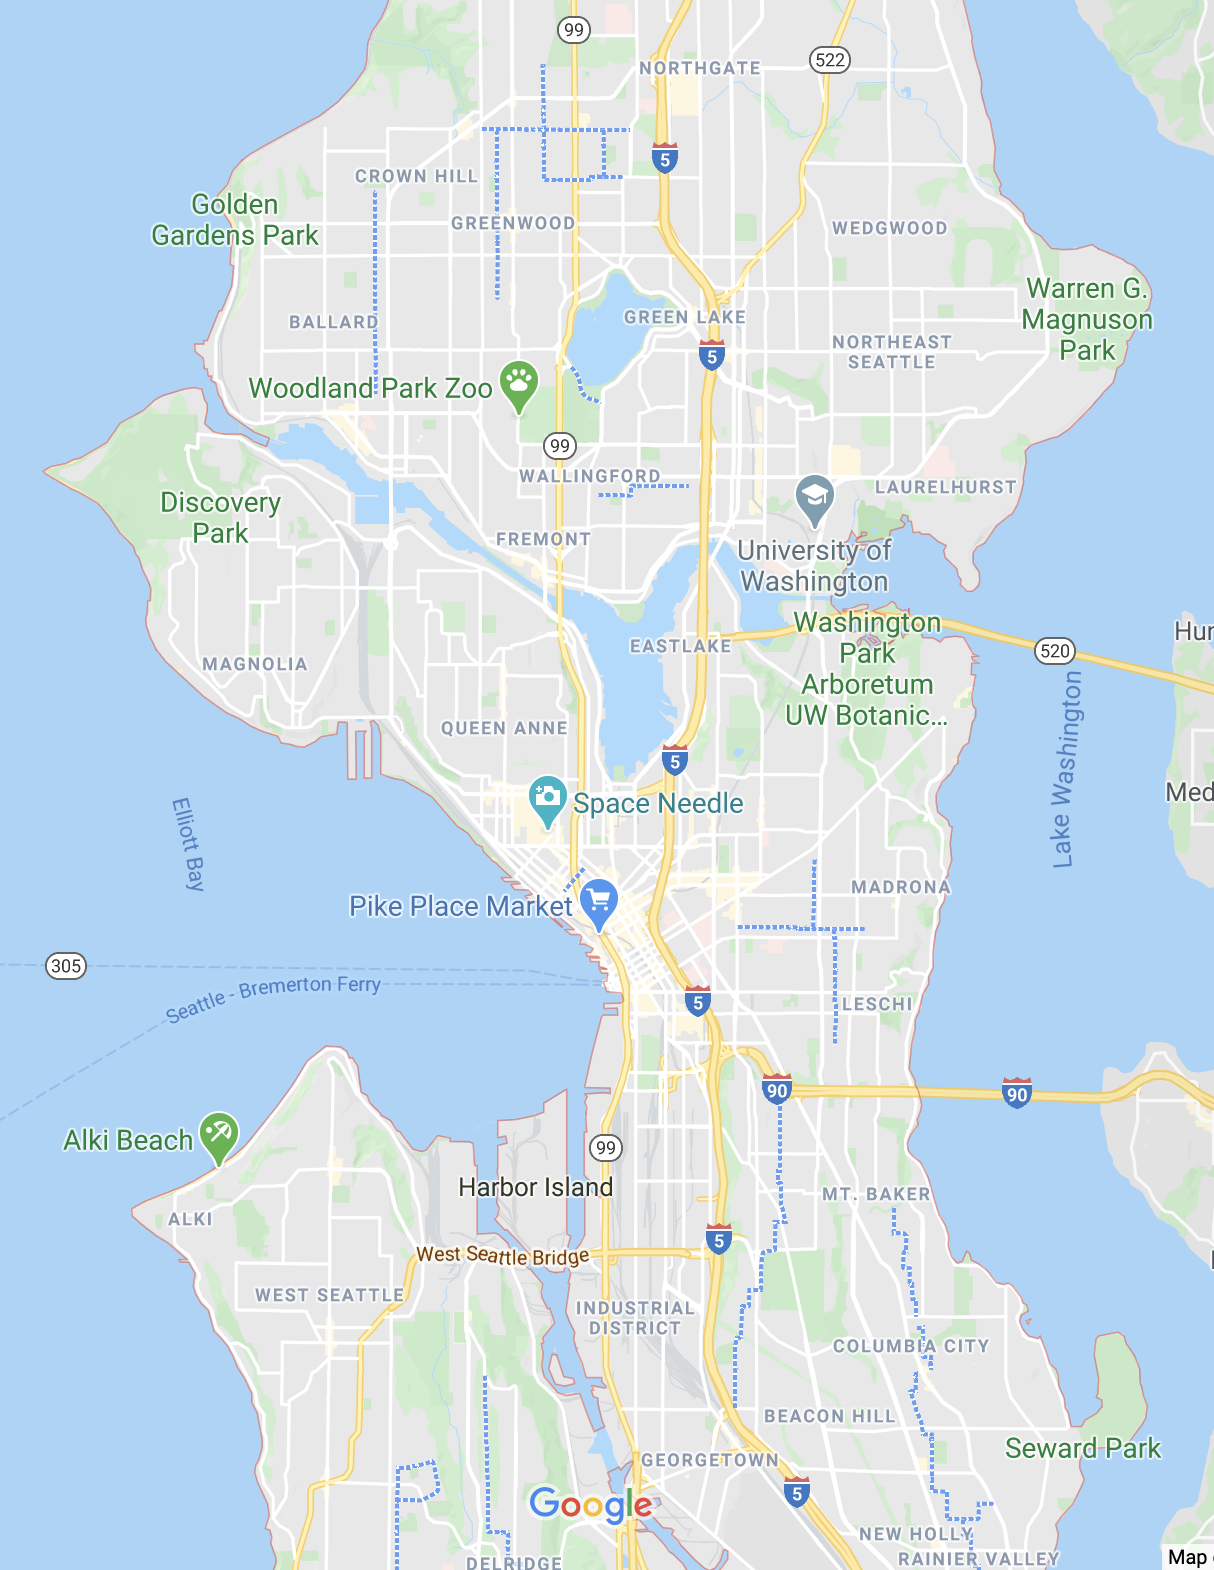 99
NORTHGATE
522
5
CROWN HILL
Golden
Gardens Park
GREENWOOD
WEDGWOOD
Warren G.
Magnuson
Park
BALLARD
GREEN LAKE
NORTHEAST
SEATTLE
5
Woodland Park Zoo
99
WALLINGFORD
LAURELHURST
Discovery
Park
FREMONT
University of
Washington
Washington
Park
Arboretum
UW Botanic...
Hur
EASTLAKE
520
MAGNOLIA
QUEEN ANNE
Lake Washington
5
Space Needle
Med
Elliott Bay
MADRONA
Pike Place Market
305
Seattle - Bremerton Ferry
5
LESCHI
90
90
Alki Beach
99
Harbor Island
MT. BAKER
ALKI
5
West Seattle Bridge
WEST SEATTLE
INDUSTRIAL
DISTRICT
COLUMBIA CITY
BEACON HILL
Seward Park
GEORGETOWN
5
Google
NEW HOLLY
DELRIDGE
RAINIER VALLEY
Map